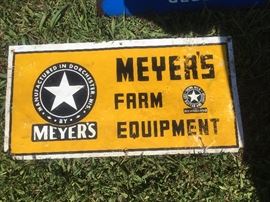 MANUFACTURED IN DORCHESTER, WIS.
BY
MEYER'S
MEYER'S
FARM
EQUIPMENT